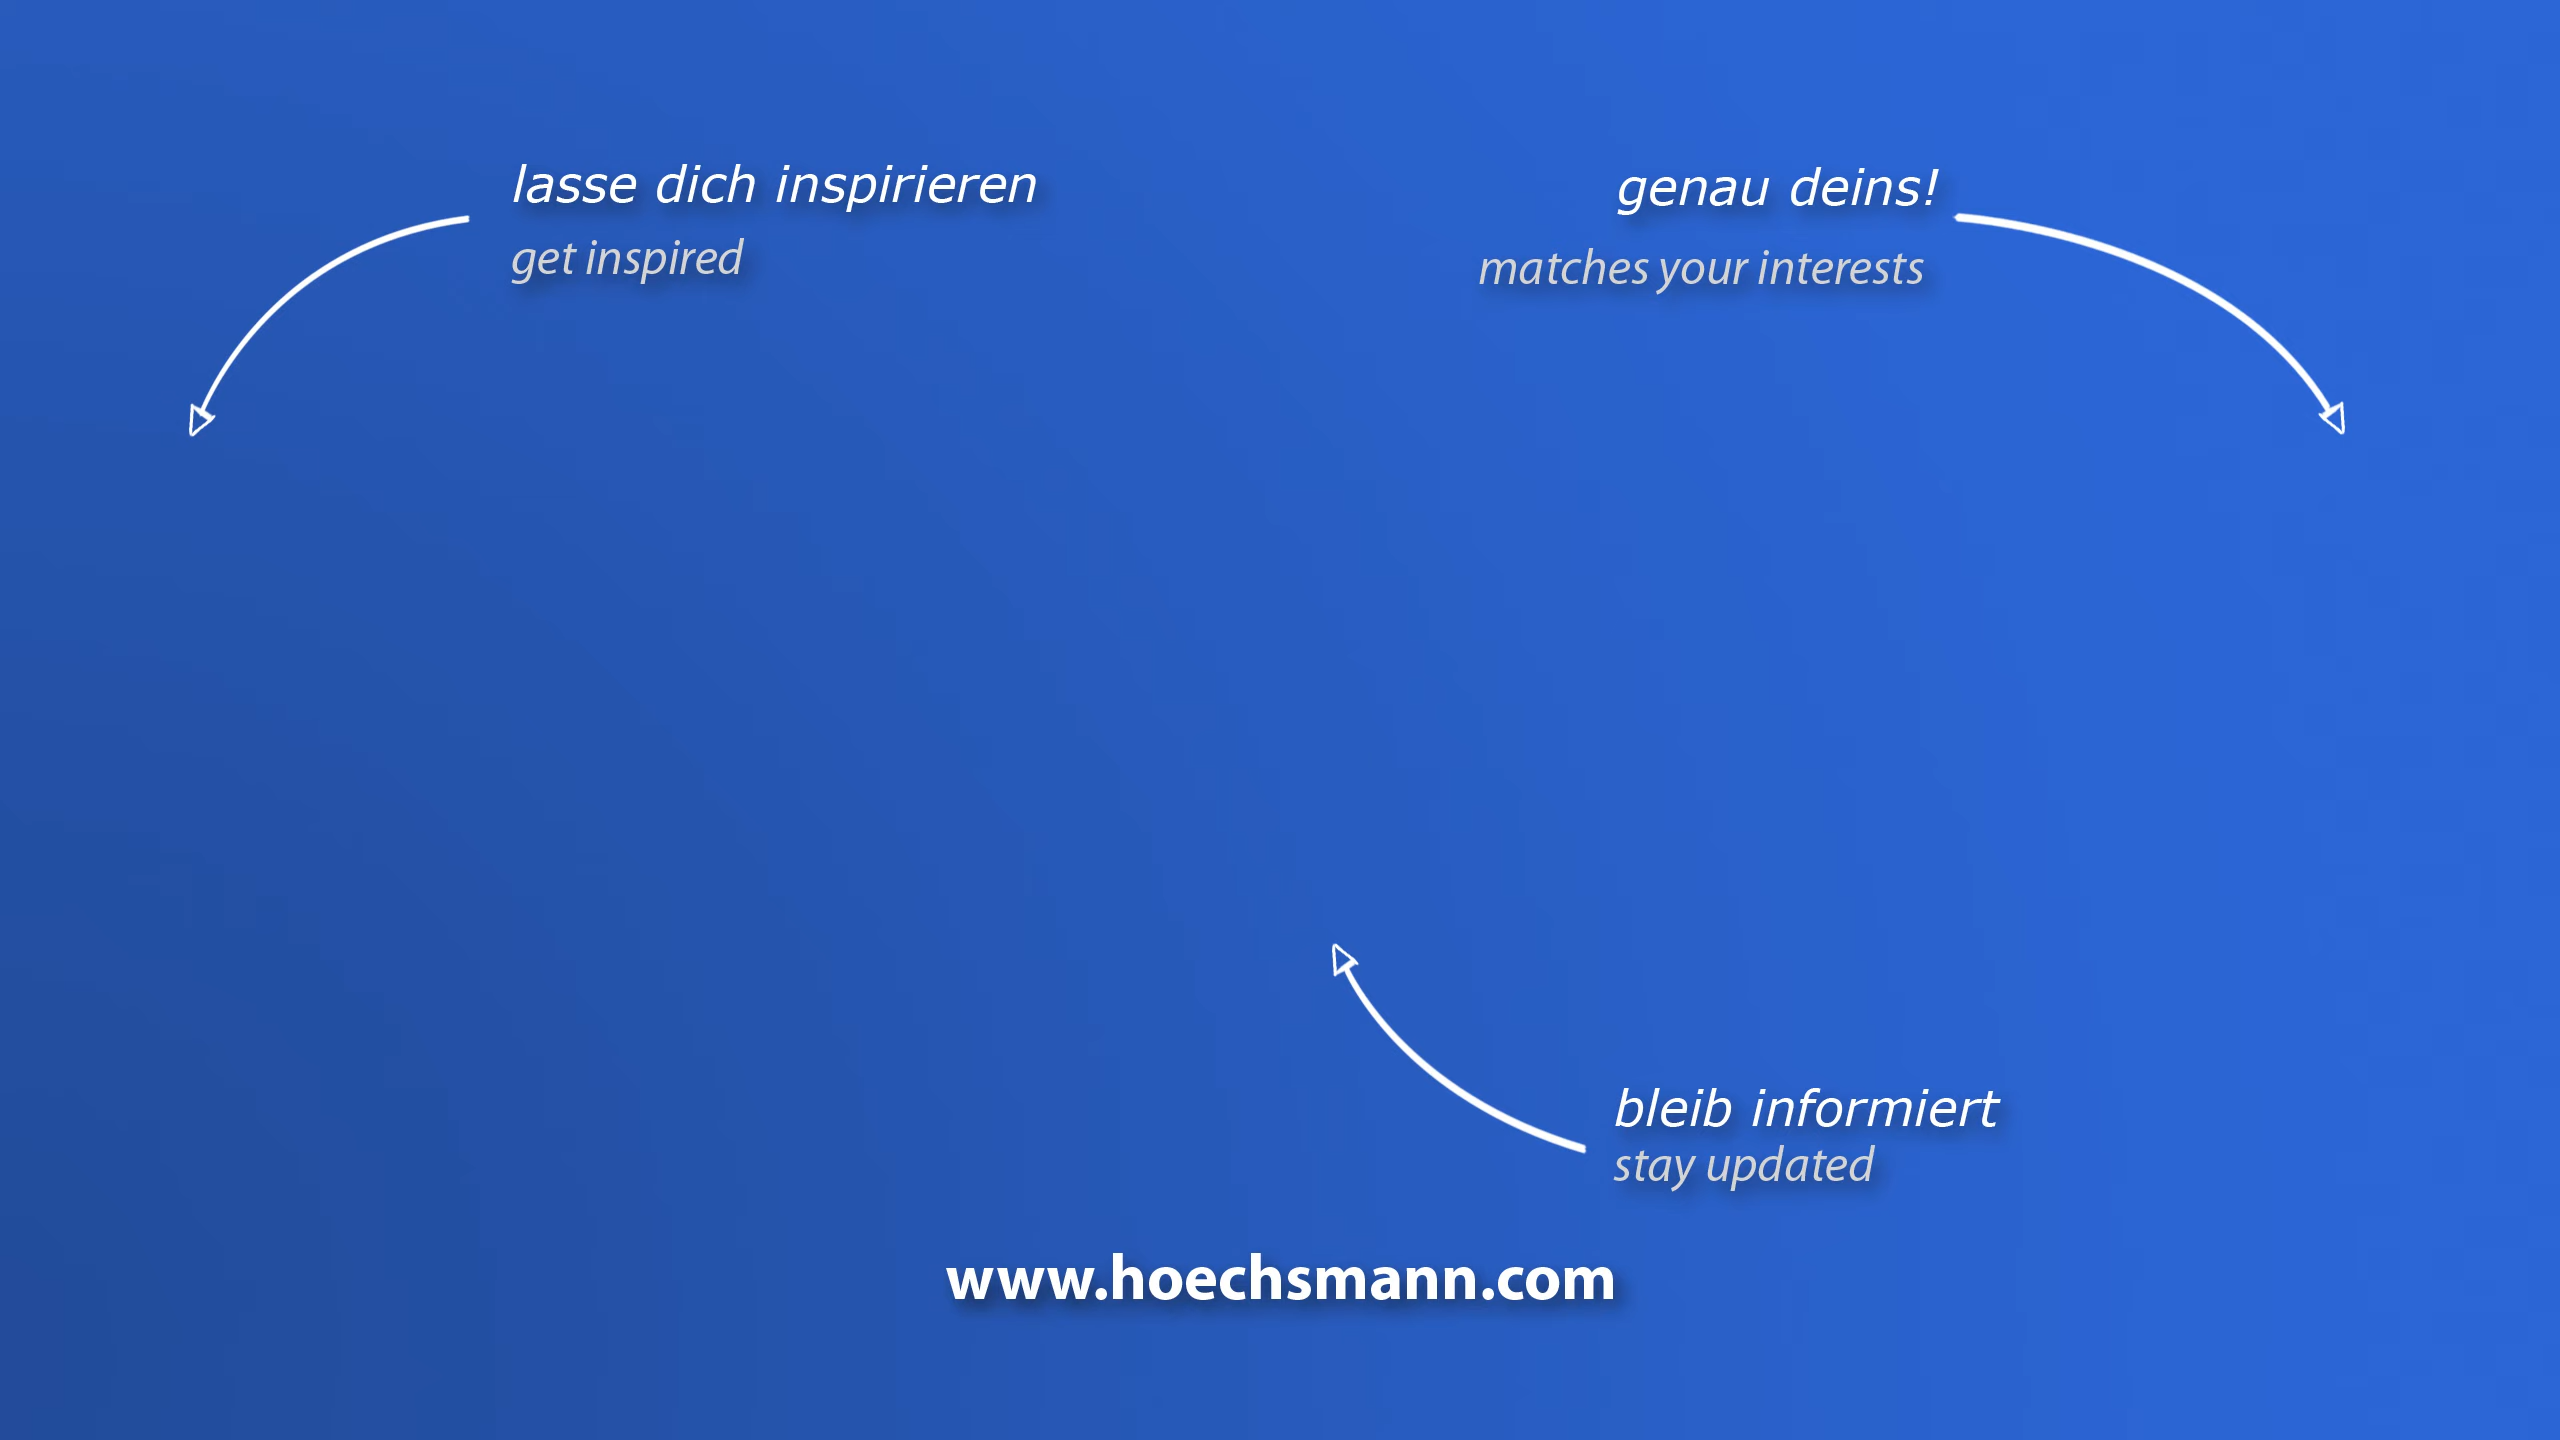 lasse dich inspirieren
get inspired
genau deins!
matches your interests
bleib informiert
stay updated
www.hoechsmann.com